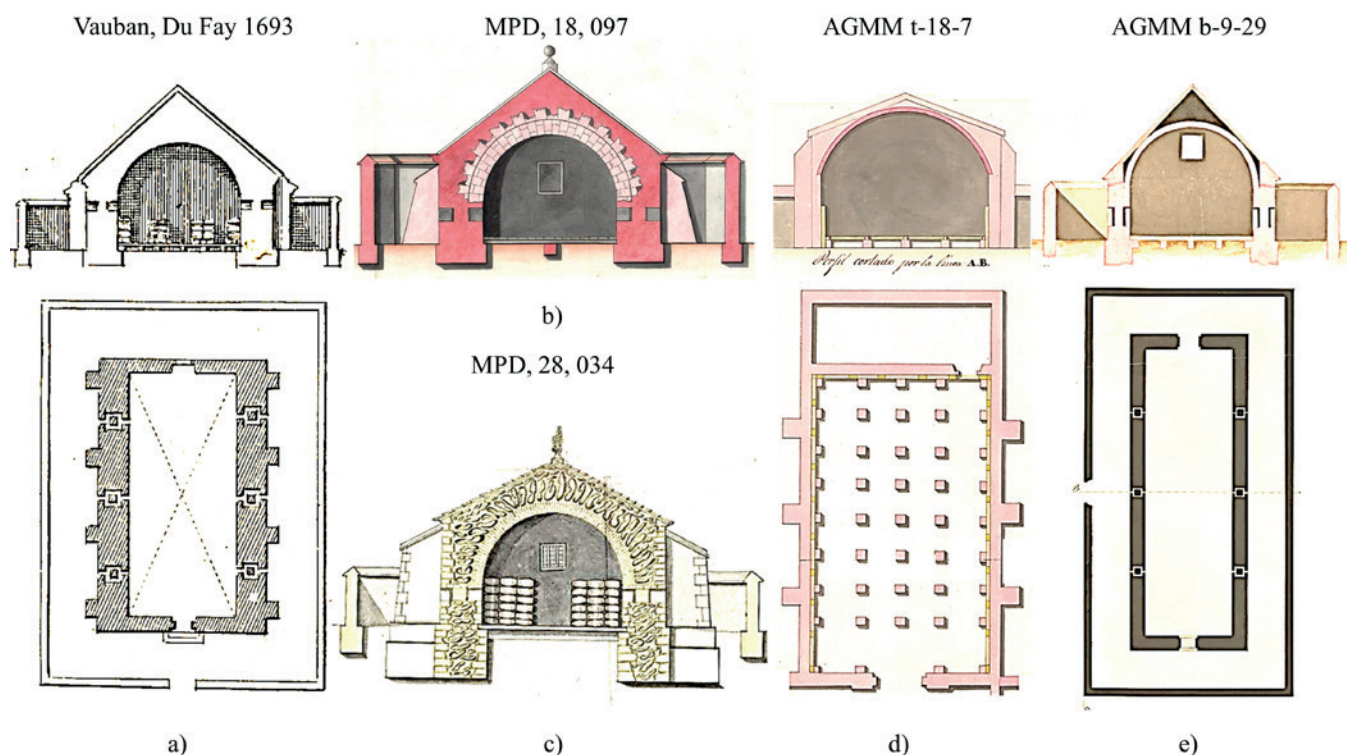 Vauban, Du Fay 1693
MPD, 18, 097
AGMM t-18-7
AGMM b-9-29
Perfil cortado por la linea A.B.
b)
MPD, 28, 034
a)
c)
d)
e)